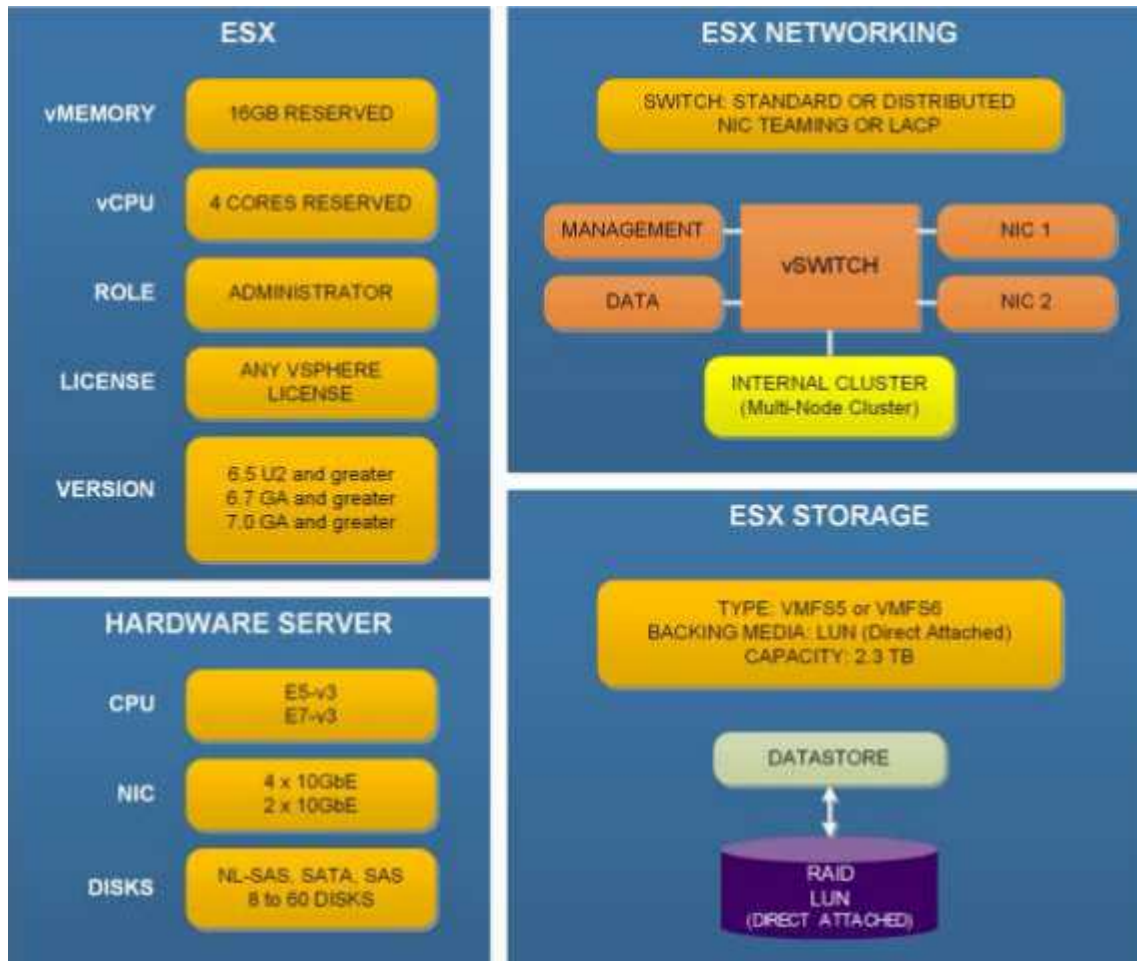 ESX
vMEMORY
16GB RESERVED
vCPU
4 CORES RESERVED
ROLE
ADMINISTRATOR
LICENSE
ANY VSPHERE
LICENSE
VERSION
6.5 U2 and greater
6.7 GA and greater
7.0 GA and greater
HARDWARE SERVER
CPU
E5-v3
E7-v3
NIC
4 x 10GbE
2 x 10GbE
DISKS
NL-SAS, SATA, SAS
8 to 60 DISKS
ESX NETWORKING
SWITCH: STANDARD OR DISTRIBUTED
NIC TEAMING OR LACP
MANAGEMENT
DATA
vSWITCH
NIC 1
NIC 2
INTERNAL CLUSTER
(Multi-Node Cluster)
ESX STORAGE
TYPE: VMFS5 or VMFS6
BACKING MEDIA: LUN (Direct Attached)
CAPACITY: 2.3 TB
DATASTORE
RAID
LUN
(DIRECT ATTACHED)